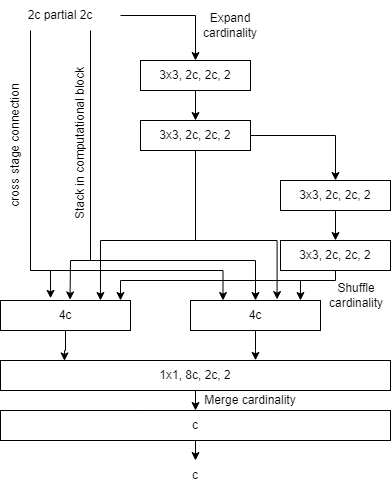 2c partial 2c
Expand
cardinality
3x3, 2c, 2c, 2
cross stage connection
Stack in computational block
3x3, 2c, 2c, 2
3x3, 2c, 2c, 2
3x3, 2c, 2c, 2
Shuffle
cardinality
4c
4c
1x1, 8c, 2c, 2
Merge cardinality
c
c